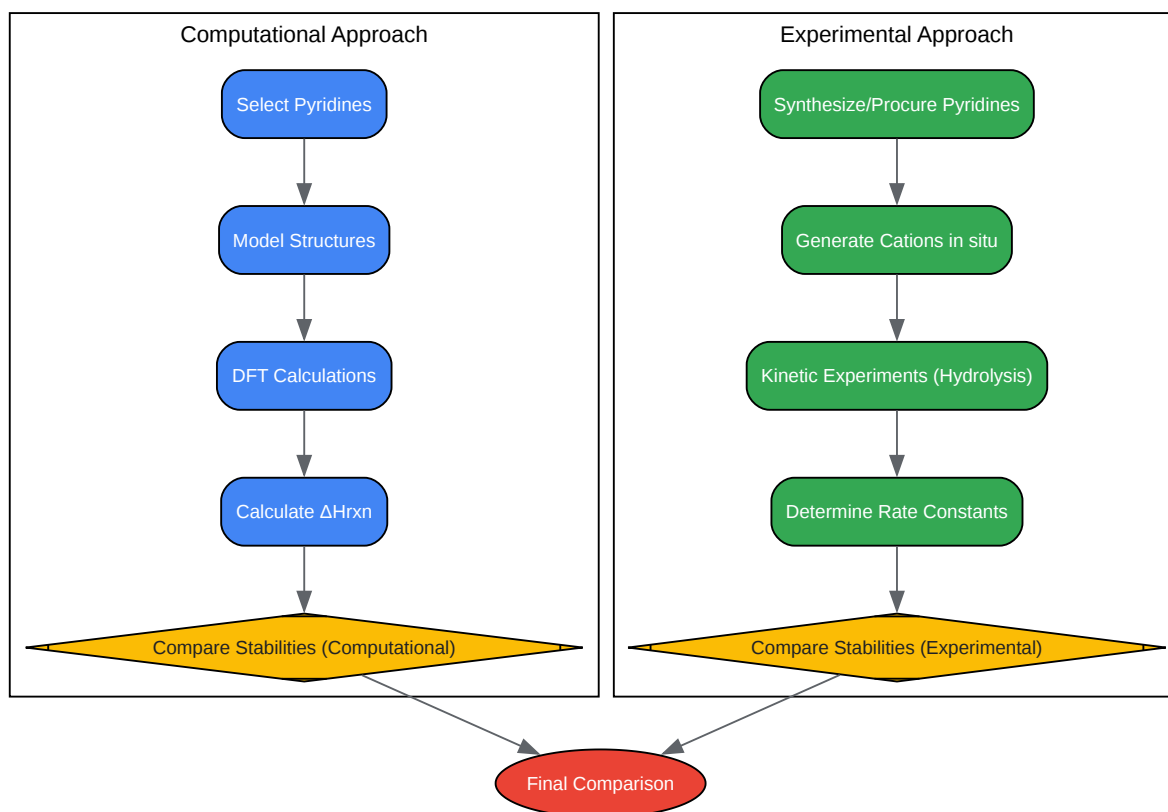 Computational Approach
Select Pyridines
Model Structures
DFT Calculations
Calculate ΔHrxn
Compare Stabilities (Computational)
Experimental Approach
Synthesize/Procure Pyridines
Generate Cations in situ
Kinetic Experiments (Hydrolysis)
Determine Rate Constants
Compare Stabilities (Experimental)
Final Comparison